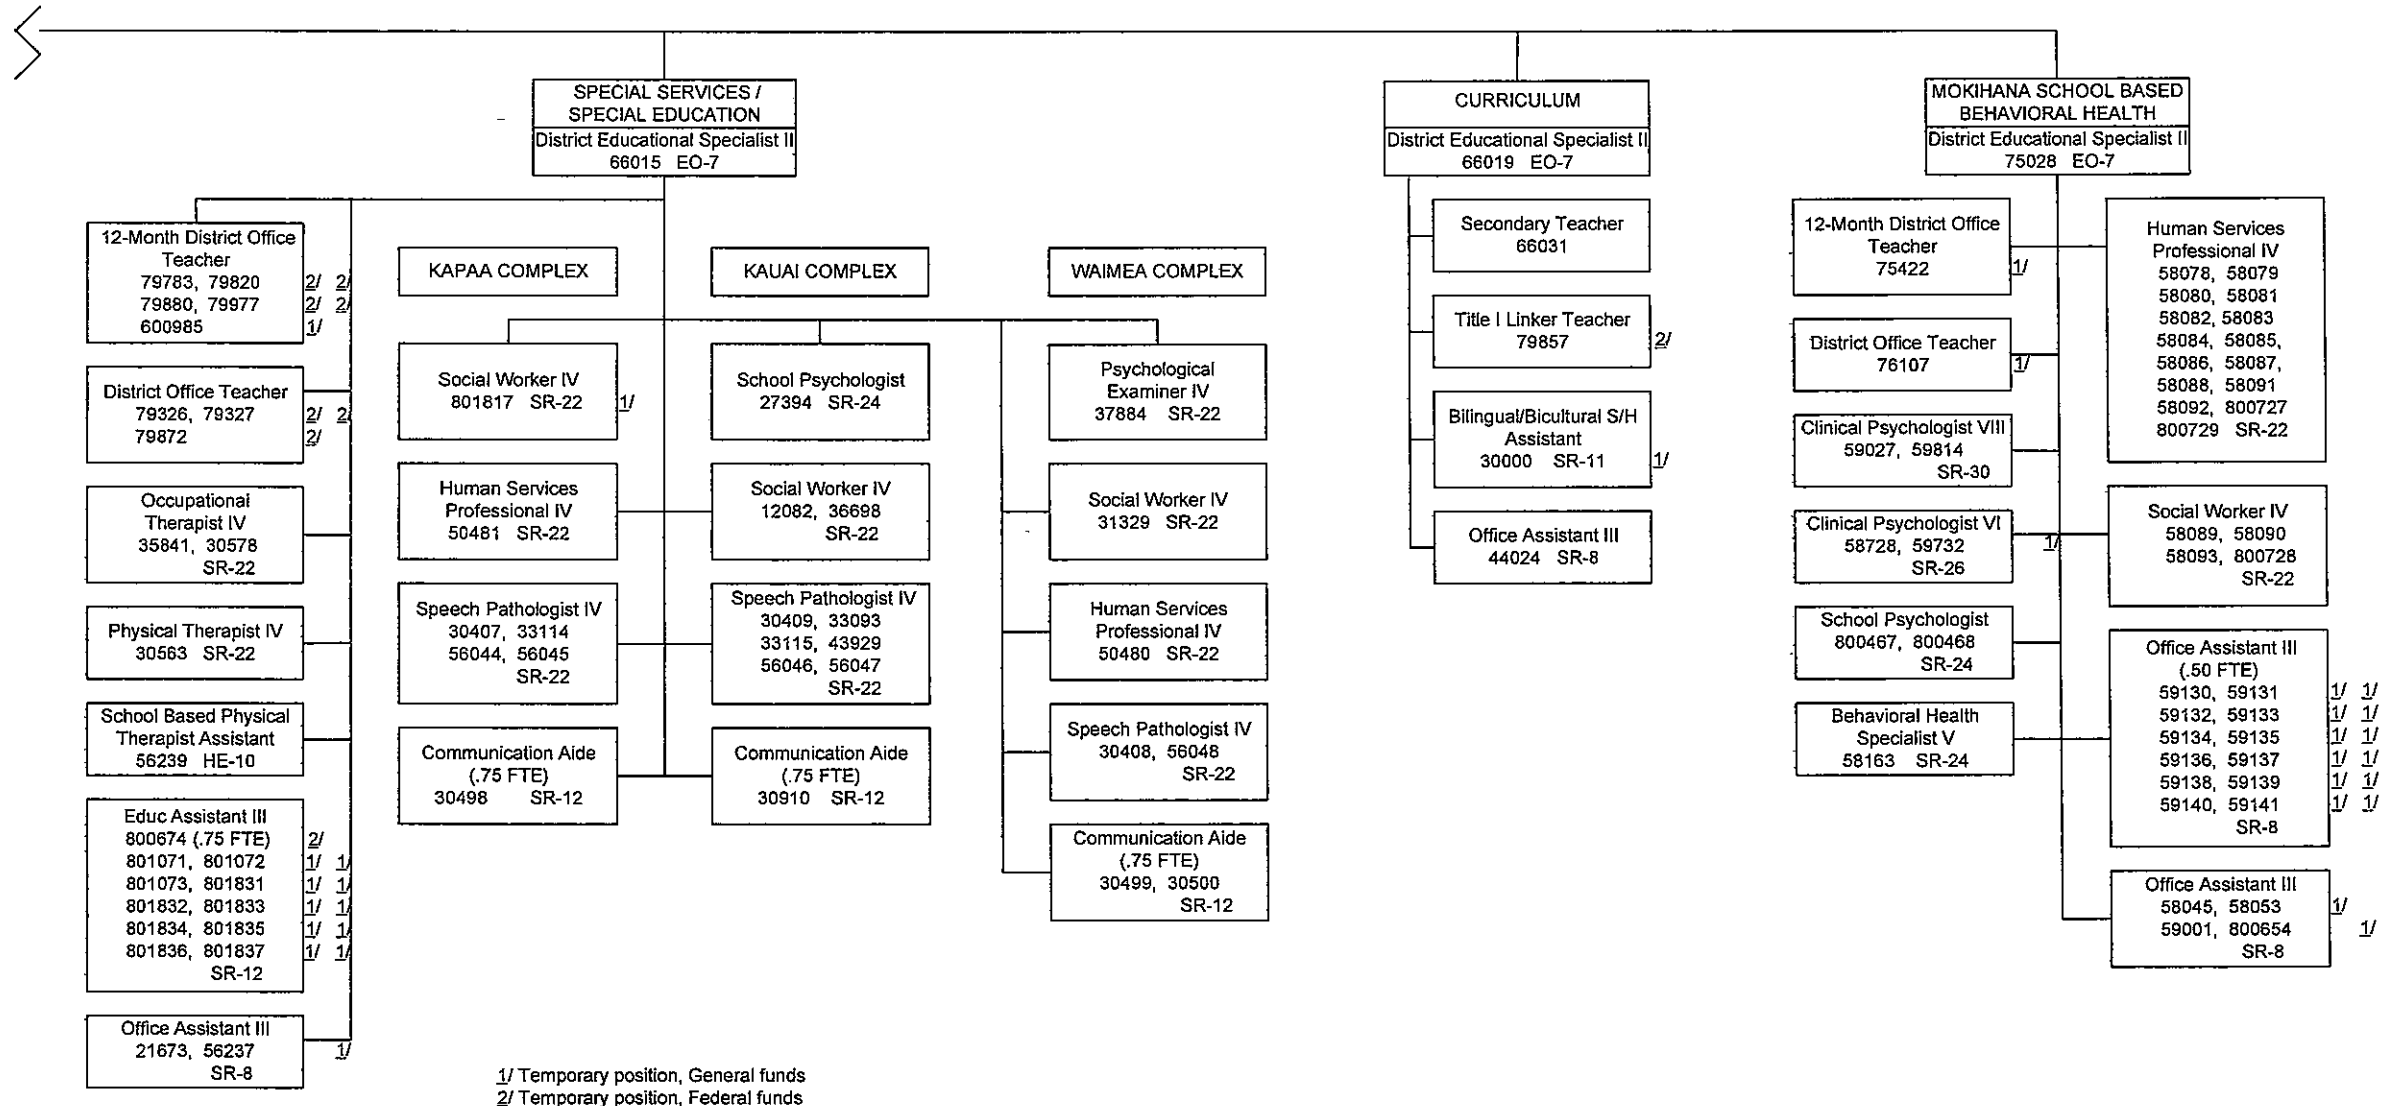 SPECIAL SERVICES /
SPECIAL EDUCATION
District Educational Specialist II
66015 EO-7
12-Month District Office
Teacher
79783, 79820 2/ 2/
79880, 79977 2/ 2/
600985 1/
District Office Teacher
79326, 79327 2/ 2/
79872 2/
Occupational
Therapist IV
35841, 30578
SR-22
Physical Therapist IV
30563 SR-22
School Based Physical
Therapist Assistant
56239 HE-10
Educ Assistant III
800674 (.75 FTE) 2/
801071, 801072 1/ 1/
801073, 801831 1/ 1/
801832, 801833 1/ 1/
801834, 801835 1/ 1/
801836, 801837 1/ 1/
SR-12
Office Assistant III
21673, 56237 1/
SR-8
KAPAA COMPLEX
Social Worker IV
801817 SR-22 1/
Human Services
Professional IV
50481 SR-22
Speech Pathologist IV
30407, 33114
56044, 56045
SR-22
Communication Aide
(.75 FTE)
30498 SR-12
KAUAI COMPLEX
School Psychologist
27394 SR-24
Social Worker IV
12082, 36698
SR-22
Speech Pathologist IV
30409, 33093
33115, 43929
56046, 56047
SR-22
Communication Aide
(.75 FTE)
30910 SR-12
WAIMEA COMPLEX
Psychological
Examiner IV
37884 SR-22
Social Worker IV
31329 SR-22
Human Services
Professional IV
50480 SR-22
Speech Pathologist IV
30408, 56048
SR-22
Communication Aide
(.75 FTE)
30499, 30500
SR-12
CURRICULUM
District Educational Specialist II
66019 EO-7
Secondary Teacher
66031
Title I Linker Teacher
79857 2/
Bilingual/Bicultural S/H
Assistant
30000 SR-11 1/
Office Assistant III
44024 SR-8
MOKIHANA SCHOOL BASED
BEHAVIORAL HEALTH
District Educational Specialist II
75028 EO-7
12-Month District Office
Teacher
75422 1/
District Office Teacher
76107 1/
Clinical Psychologist VIII
59027, 59814
SR-30
Clinical Psychologist VI
58728, 59732 1/
SR-26
School Psychologist
800467, 800468
SR-24
Behavioral Health
Specialist V
58163 SR-24
Human Services
Professional IV
58078, 58079
58080, 58081
58082, 58083
58084, 58085,
58086, 58087,
58088, 58091
58092, 800727
800729 SR-22
Social Worker IV
58089, 58090
58093, 800728
SR-22
Office Assistant III
(.50 FTE)
59130, 59131 1/ 1/
59132, 59133 1/ 1/
59134, 59135 1/ 1/
59136, 59137 1/ 1/
59138, 59139 1/ 1/
59140, 59141 1/ 1/
SR-8
Office Assistant III
58045, 58053 1/
59001, 800654 1/
SR-8
1/ Temporary position, General funds
2/ Temporary position, Federal funds